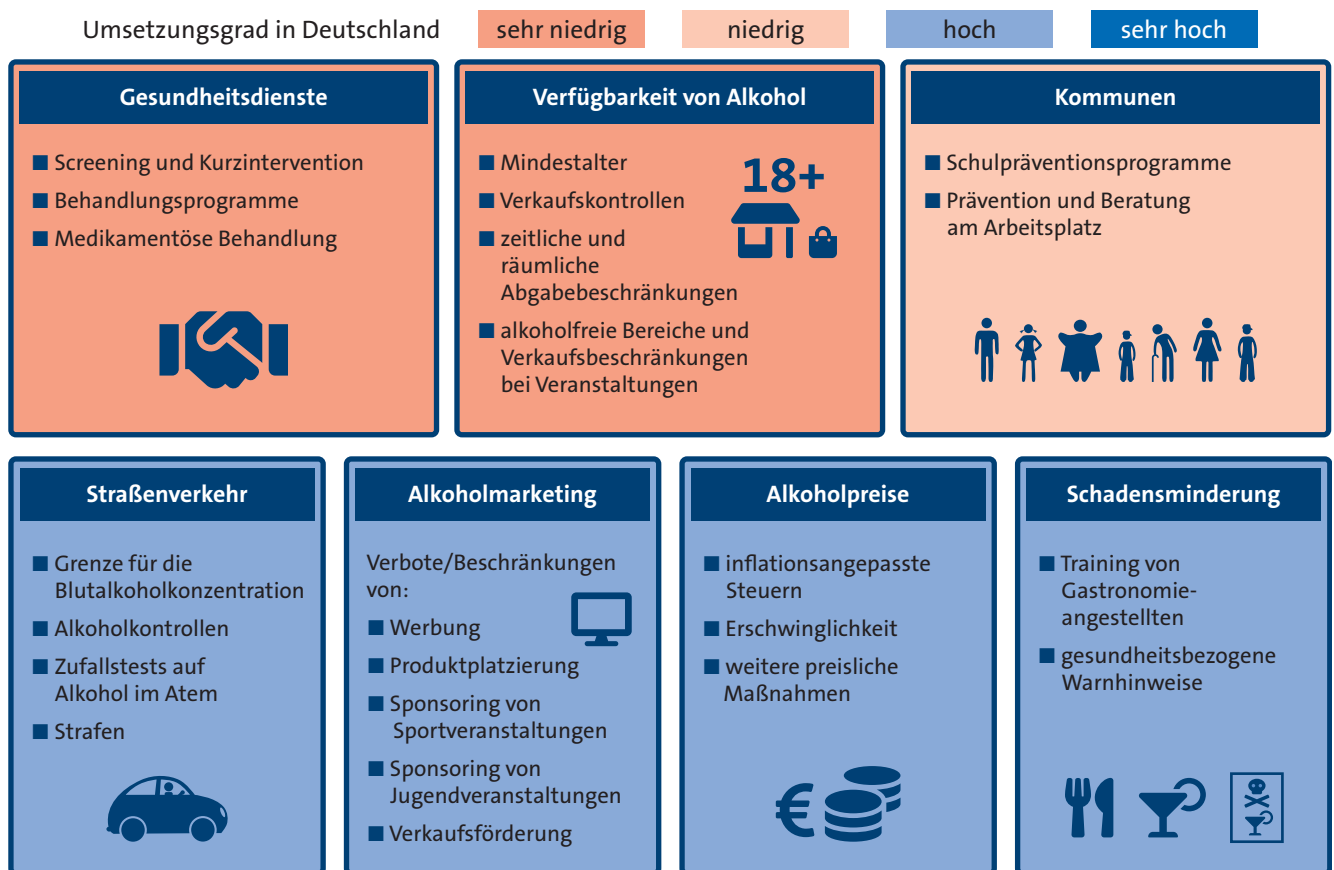 Umsetzungsgrad in Deutschland
sehr niedrig
niedrig
hoch
sehr hoch
Gesundheitsdienste
■ Screening und Kurzintervention
■ Behandlungsprogramme
■ Medikamentöse Behandlung
Verfügbarkeit von Alkohol
■ Mindestalter
■ Verkaufskontrollen
■ zeitliche und
räumliche
Abgabebeschränkungen
■ alkoholfreie Bereiche und
Verkaufsbeschränkungen
bei Veranstaltungen
18+
Kommunen
■ Schulpräventionsprogramme
■ Prävention und Beratung
am Arbeitsplatz
Straßenverkehr
■ Grenze für die
Blutalkoholkonzentration
■ Alkoholkontrollen
■ Zufallstests auf
Alkohol im Atem
■ Strafen
Alkoholmarketing
Verbote/Beschränkungen
von:
■ Werbung
■ Produktplatzierung
■ Sponsoring von
Sportveranstaltungen
■ Sponsoring von
Jugendveranstaltungen
■ Verkaufsförderung
Alkoholpreise
■ inflationsangepasste
Steuern
■ Erschwinglichkeit
■ weitere preisliche
Maßnahmen
€
Schadensminderung
■ Training von
Gastronomie-
angestellten
■ gesundheitsbezogene
Warnhinweise